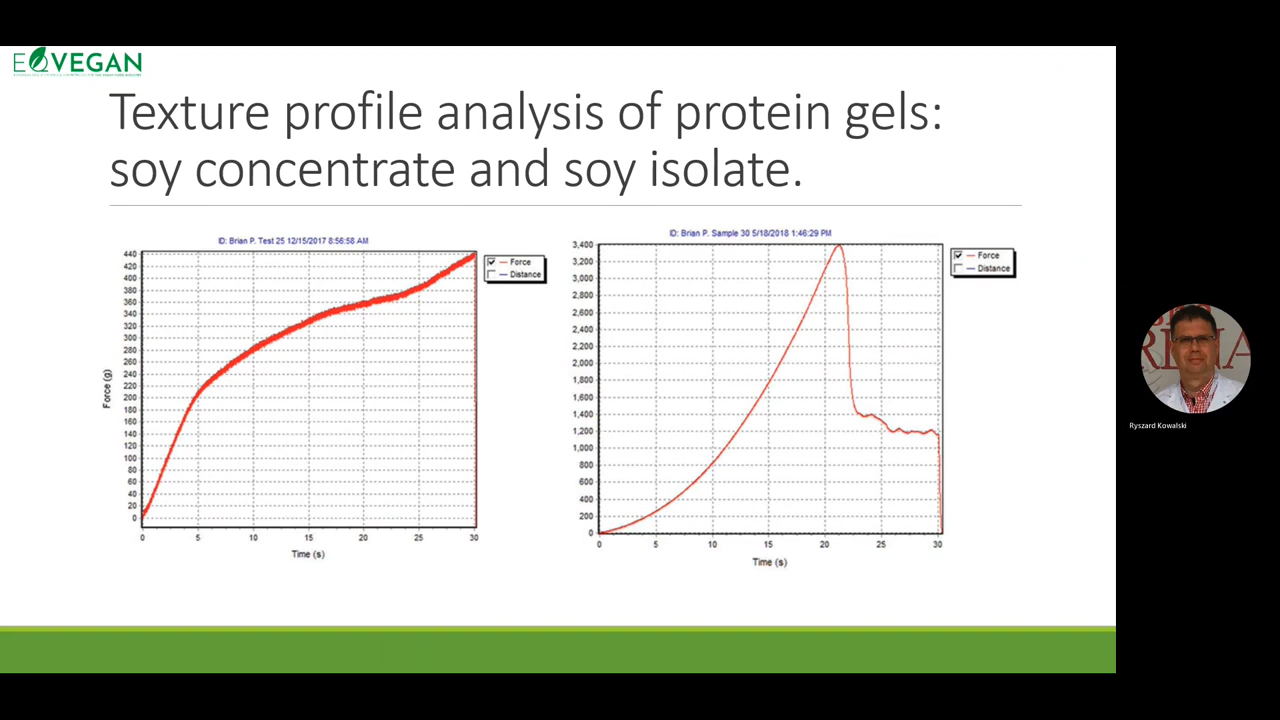 EQVEGAN
Texture profile analysis of protein gels:
soy concentrate and soy isolate.
ID: Brian P. Test 25 12/15/2017 8:56:58 AM
440
420
400
380
360
340
320
300
280
260
240
220
200
180
160
140
120
100
80
60
40
20
0
Force (g)
0 5 10 15 20 25 30
Time (s)
Force
Distance
ID: Brian P. Sample 30 5/18/2018 1:46:29 PM
3,400
3,200
3,000
2,800
2,600
2,400
2,200
2,000
1,800
1,600
1,400
1,200
1,000
800
600
400
200
0
0 5 10 15 20 25 30
Time (s)
Force
Distance
Ryszard Kowalski